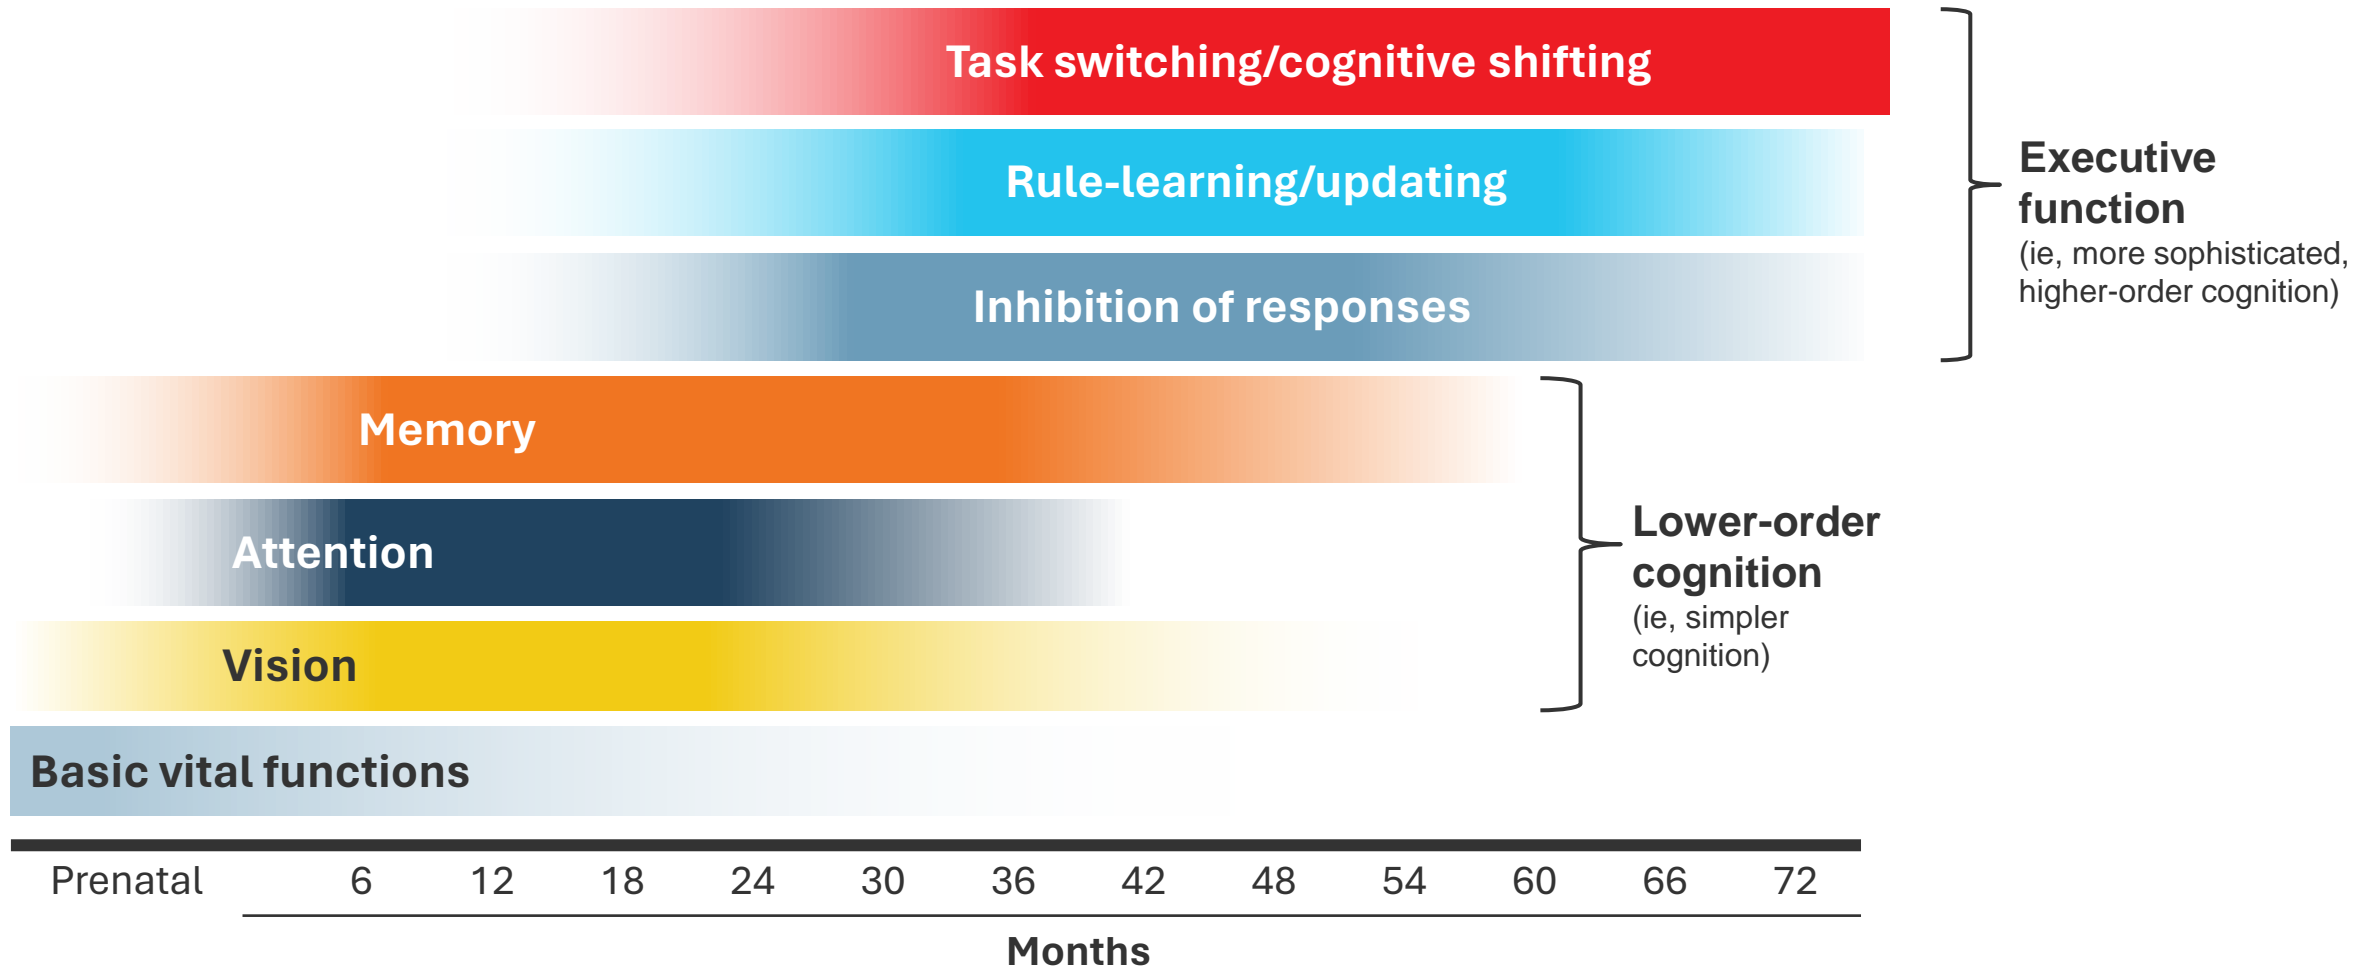 Task switching/cognitive shifting
Rule-learning/updating
Inhibition of responses
Executive
function
(ie, more sophisticated,
higher-order cognition)
Memory
Attention
Vision
Lower-order
cognition
(ie, simpler
cognition)
Basic vital functions
Prenatal 6 12 18 24 30 36 42 48 54 60 66 72
Months